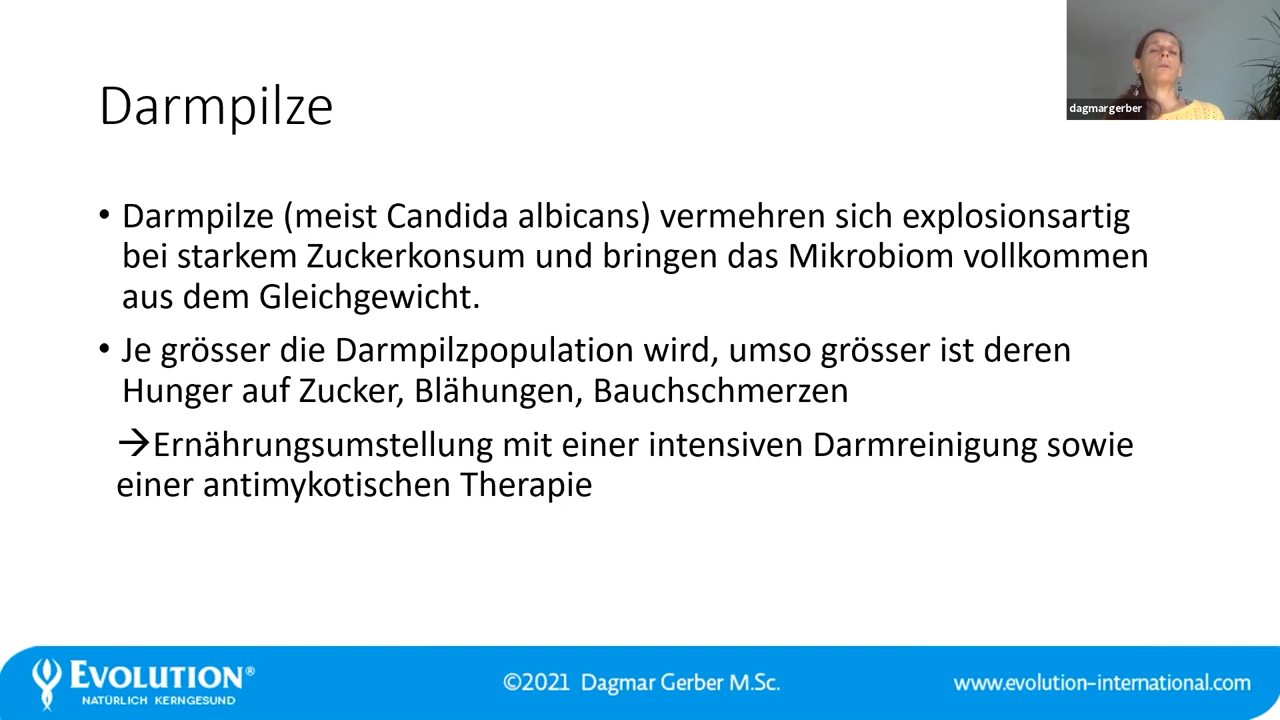 dagmargerber
Darmpilze
• Darmpilze (meist Candida albicans) vermehren sich explosionsartig
bei starkem Zuckerkonsum und bringen das Mikrobiom vollkommen
aus dem Gleichgewicht.
• Je grösser die Darmpilzpopulation wird, umso grösser ist deren
Hunger auf Zucker, Blähungen, Bauchschmerzen
→Ernährungsumstellung mit einer intensiven Darmreinigung sowie
einer antimykotischen Therapie
EVOLUTION®
NATÜRLICH KERNGESUND
©2021 Dagmar Gerber M.Sc.
www.evolution-international.com